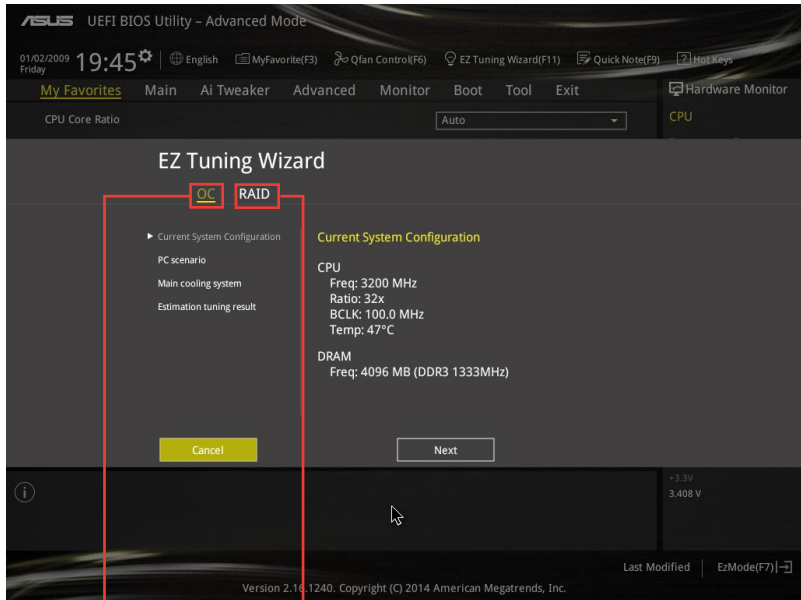 ASUS UEFI BIOS Utility – Advanced Mode
01/02/2009 Friday 19:45 English MyFavorite(F3) Qfan Control(F6) EZ Tuning Wizard(F11) Quick Note(F9) ? Hot Keys
My Favorites Main Ai Tweaker Advanced Monitor Boot Tool Exit Hardware Monitor
CPU Core Ratio Auto CPU
EZ Tuning Wizard
OC RAID
Current System Configuration
PC scenario
Main cooling system
Estimation tuning result
Current System Configuration
CPU
Freq: 3200 MHz
Ratio: 32x
BCLK: 100.0 MHz
Temp: 47°C
DRAM
Freq: 4096 MB (DDR3 1333MHz)
Cancel Next
+3.3V
3.408 V
Last Modified EzMode(F7)
Version 2.16.1240. Copyright (C) 2014 American Megatrends, Inc.